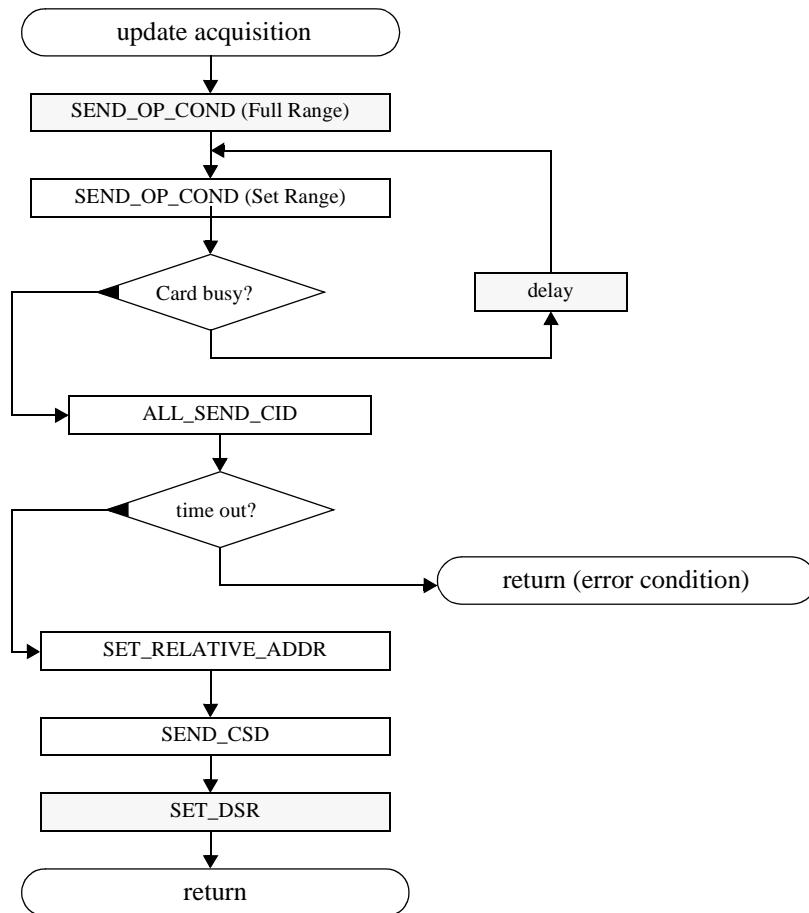 update acquisition
SEND_OP_COND (Full Range)
SEND_OP_COND (Set Range)
Card busy?
delay
ALL_SEND_CID
time out?
return (error condition)
SET_RELATIVE_ADDR
SEND_CSD
SET_DSR
return